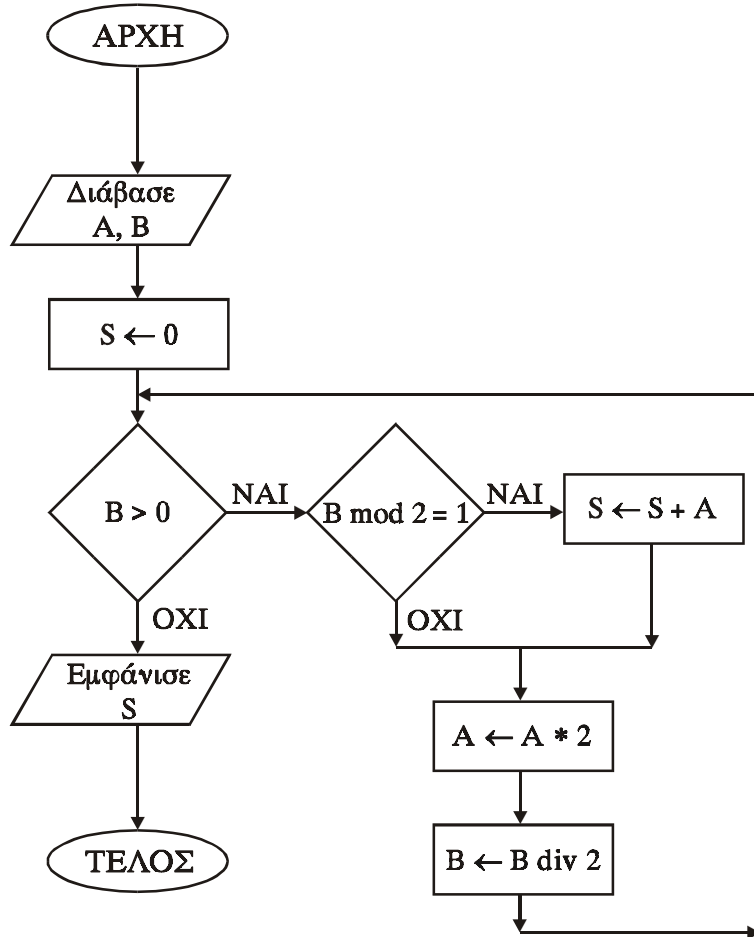 ΑΡΧΗ
Διάβασε
Α, Β
S ← 0
Β > 0
ΝΑΙ
Β mod 2 = 1
ΝΑΙ
S ← S + Α
ΟΧΙ
ΟΧΙ
Εμφάνισε
S
Α ← Α * 2
Β ← Β div 2
ΤΕΛΟΣ